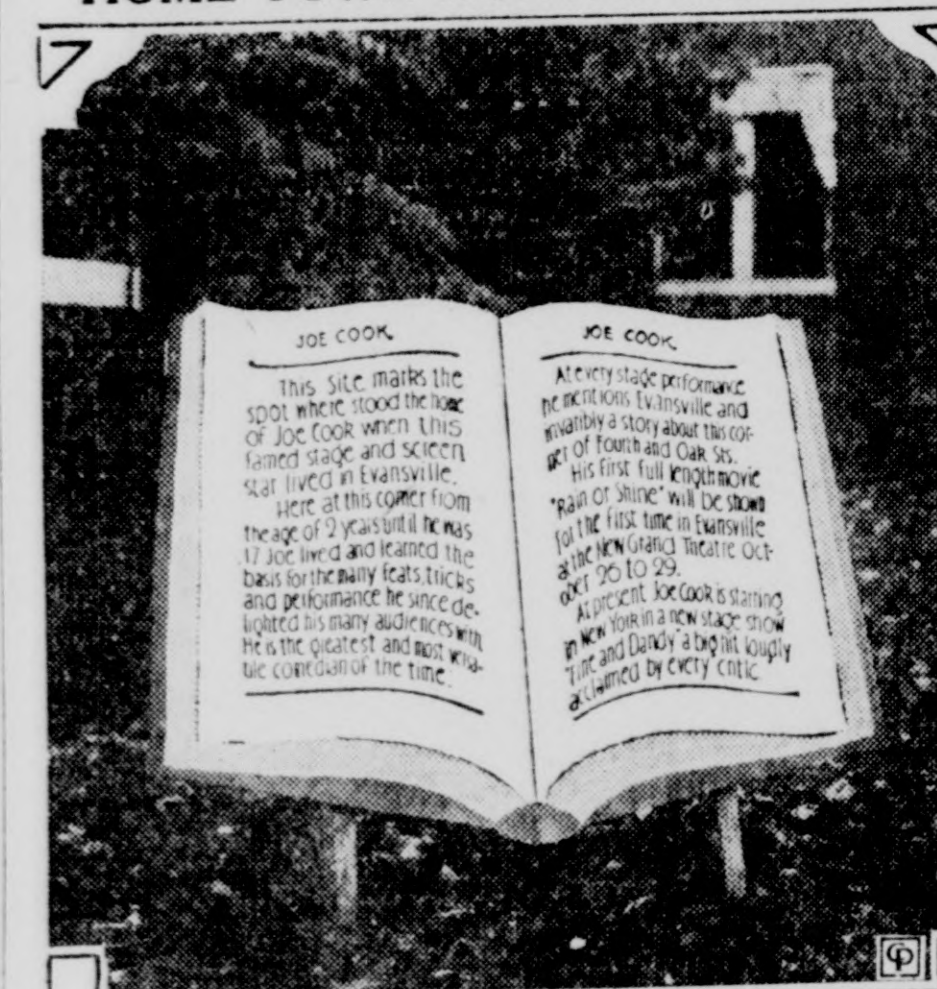 HOME
JOE COOK
This Site marks the
spot where stood the home
of Joe Cook when this
famed stage and screen
star lived in Evansville.
Here at this corner from
the age of 2 years until he was
17 Joe lived and learned the
basis for the many feats, tricks
and performance he since de-
lighted his many audiences with.
He is the greatest and most versa-
tile comedian of the time.
JOE COOK
At every stage performance
he mentions Evansville and
invaribly a story about this cor-
ner of Fourth and Oak Sts.
His First full length movie
"Rain or Shine" will be shown
for the first time in Evansville
at the New Grand Theatre Oct-
ober 26 to 29.
At present Joe Cook is starring
in New York in a new stage show
"Fine and Dandy" a big hit loudly
acclaimed by every critic
CP